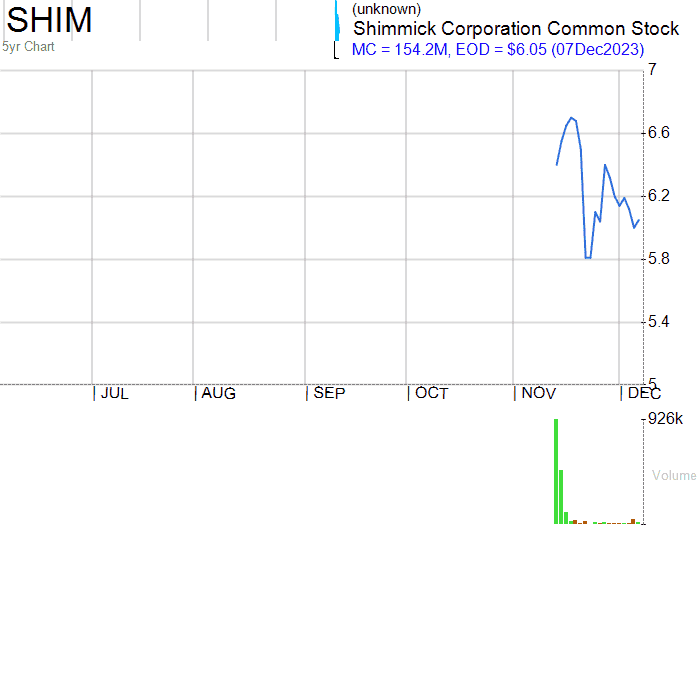 SHIM
(unknown)
Shimmick Corporation Common Stock
5yr Chart
MC = 154.2M, EOD = $6.05 (07Dec2023)
7
6.6
6.2
5.8
5.4
5
JUL AUG SEP OCT NOV DEC
926k
Volume